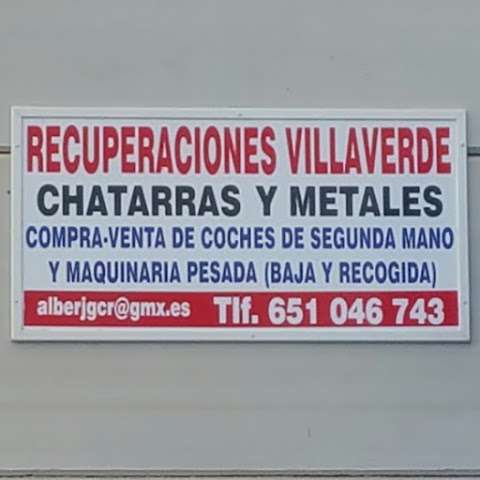 RECUPERACIONES VILLAVERDE
CHATARRAS Y METALES
COMPRA-VENTA DE COCHES DE SEGUNDA MANO
Y MAQUINARIA PESADA (BAJA Y RECOGIDA)
alberjgcr@gmx.es Tlf. 651 046 743